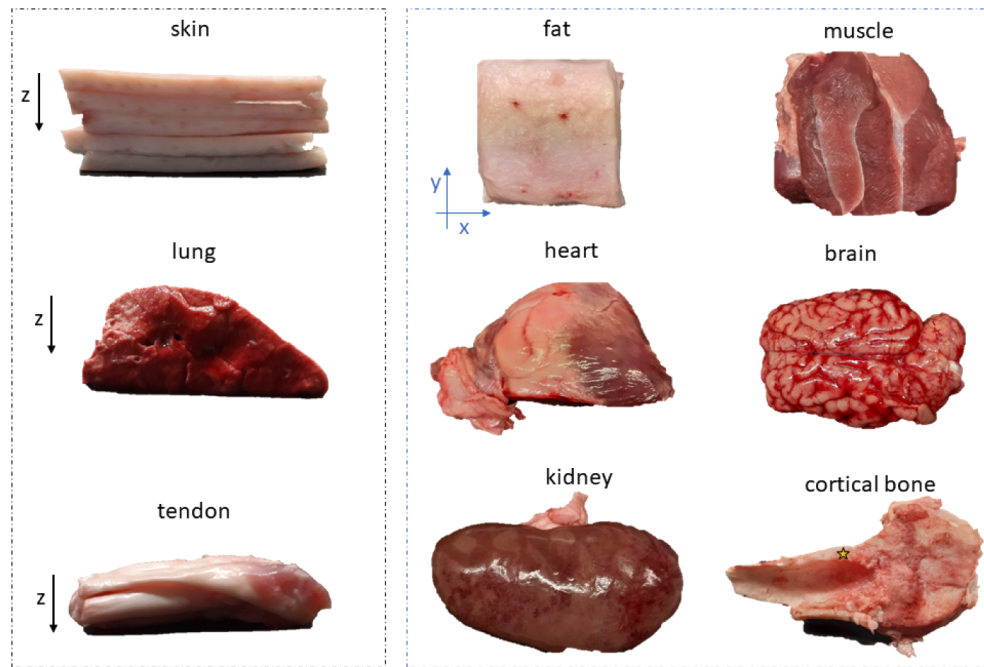 skin
z
lung
z
tendon
z
fat
muscle
y
x
heart
brain
kidney
cortical bone